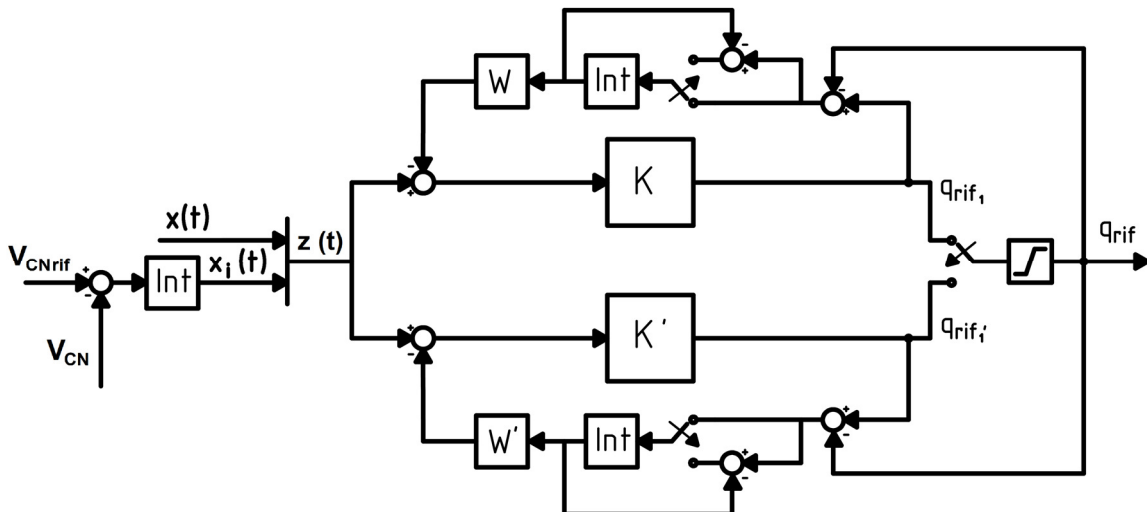 W
Int
K
q_rif₁
x(t)
z (t)
V_CNrif
Int
x_i(t)
q_rif
V_CN
K'
q_rif₁'
W'
Int